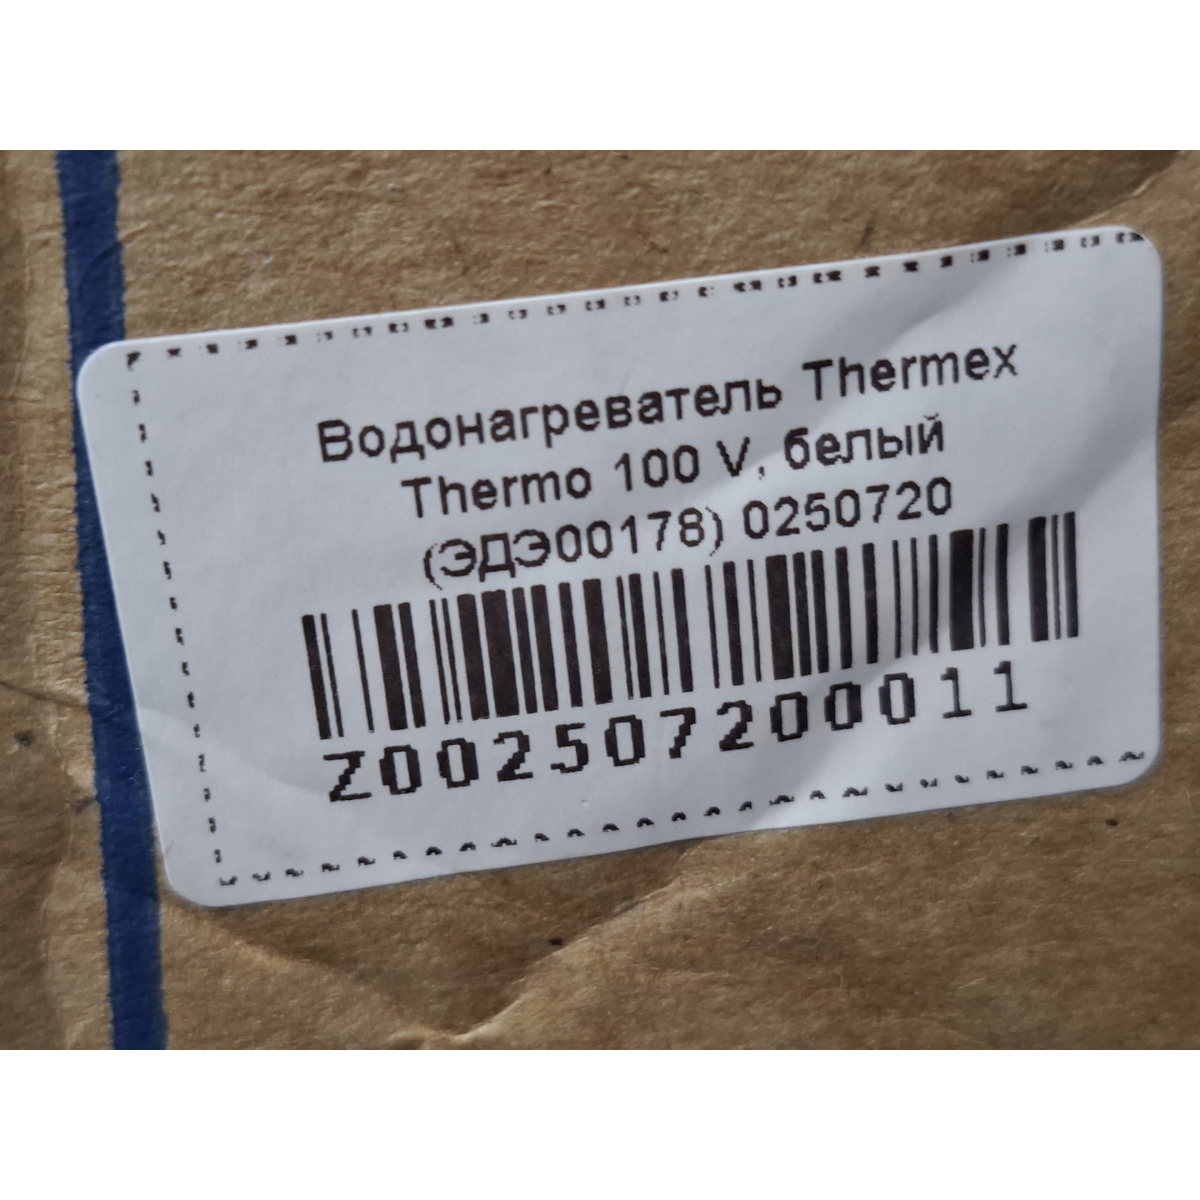 Водонагреватель Thermex
Thermo 100 V, белый
(ЭДЭ00178) 0250720
Z002507200011